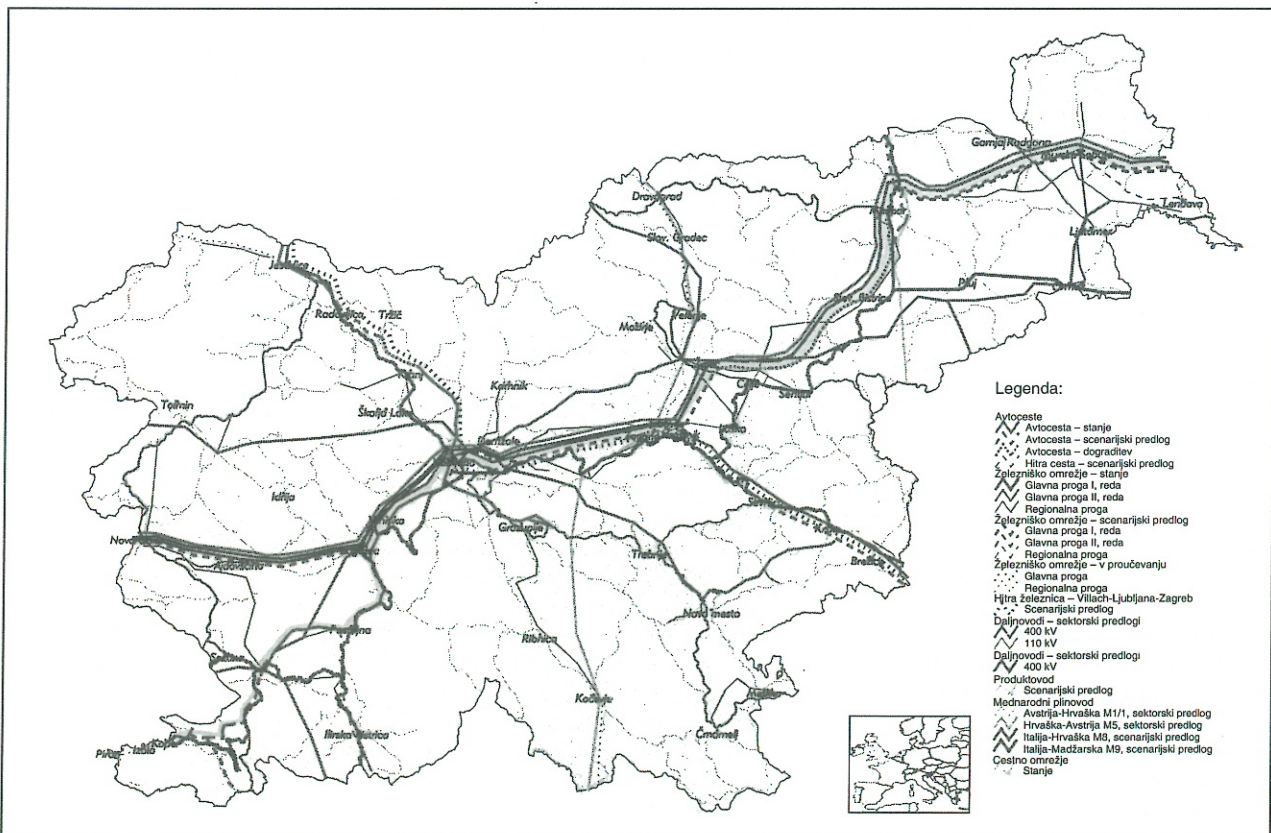 Gornja Radgona
Lendava
Ljutomer
Dravograd
Slov. Gradec
Slov. Bistrica
Ptuj
Velenje
Mozirje
Jesenice
Radovljica
Tržič
Kranj
Kamnik
Škofja Loka
Domžale
Tolmin
Idrija
Celje
Šentjur
Laško
Grosuplje
Trebnje
Krško
Brežice
Novo mesto
Nova
Ajdovščina
Postojna
Sežana
Ribnica
Kočevje
Metlika
Črnomelj
Ilirska Bistrica
Piran
Izola
Koper
Legenda:
Avtoceste
Avtocesta – stanje
Avtocesta – scenarijski predlog
Avtocesta – dograditev
Hitra cesta – scenarijski predlog
Železniško omrežje – stanje
Glavna proga I, reda
Glavna proga II, reda
Regionalna proga
Železniško omrežje – scenarijski predlog
Glavna proga I, reda
Glavna proga II, reda
Regionalna proga
Železniško omrežje – v proučevanju
Glavna proga
Regionalna proga
Hitra železnica – Villach-Ljubljana-Zagreb
Scenarijski predlog
Daljnovodi – sektorski predlogi
400 kV
110 kV
Daljnovodi – sektorski predlogi
400 kV
Produktovod
Scenarijski predlog
Mednarodni plinovod
Avstrija-Hrvaška M1/1, sektorski predlog
Hrvaška-Avstrija M5, sektorski predlog
Italija-Hrvaška M8, scenarijski predlog
Italija-Madžarska M9, scenarijski predlog
Cestno omrežje
Stanje